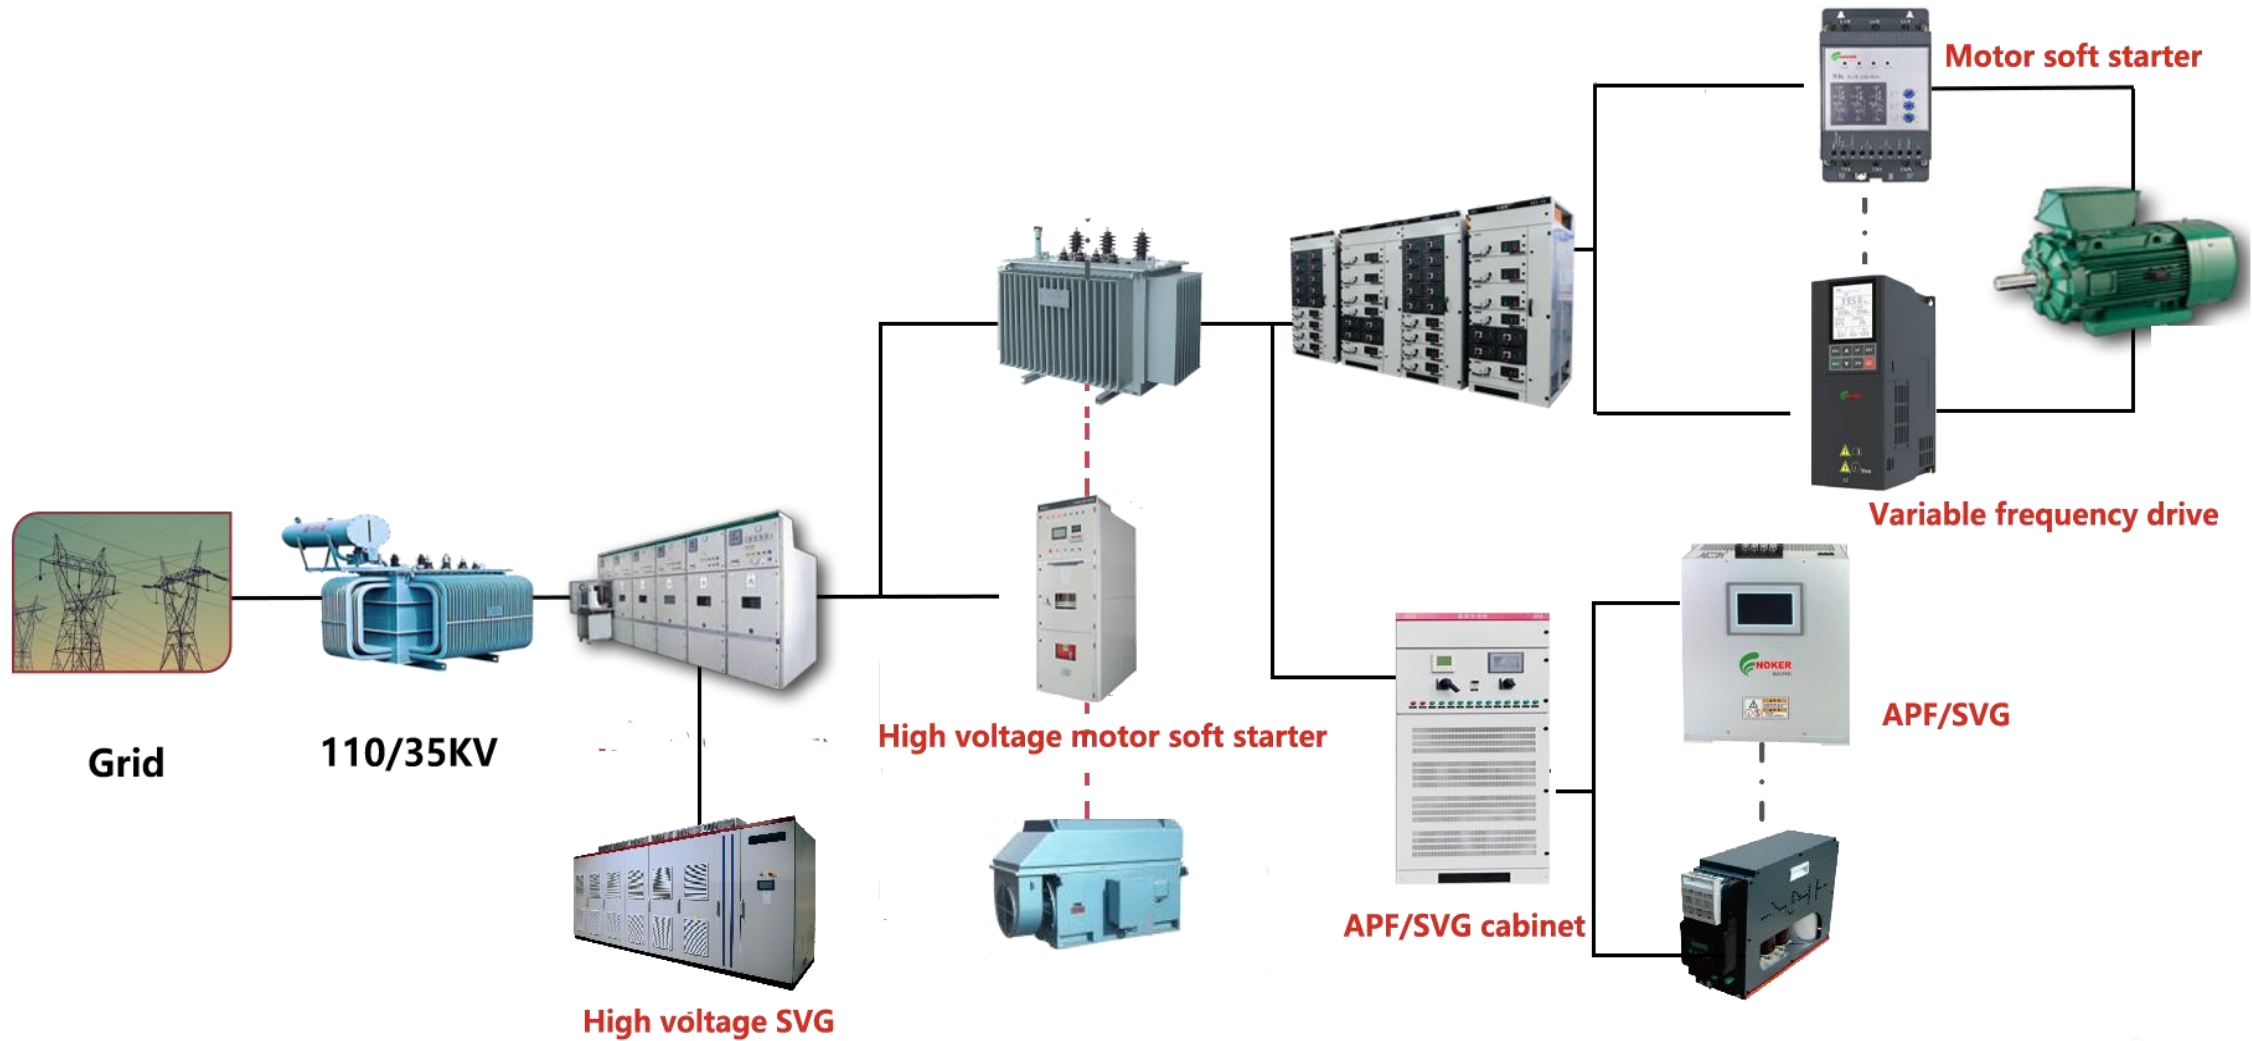 Motor soft starter
Variable frequency drive
NOKER
APF/SVG
High voltage motor soft starter
Grid
110/35KV
APF/SVG cabinet
High voltage SVG